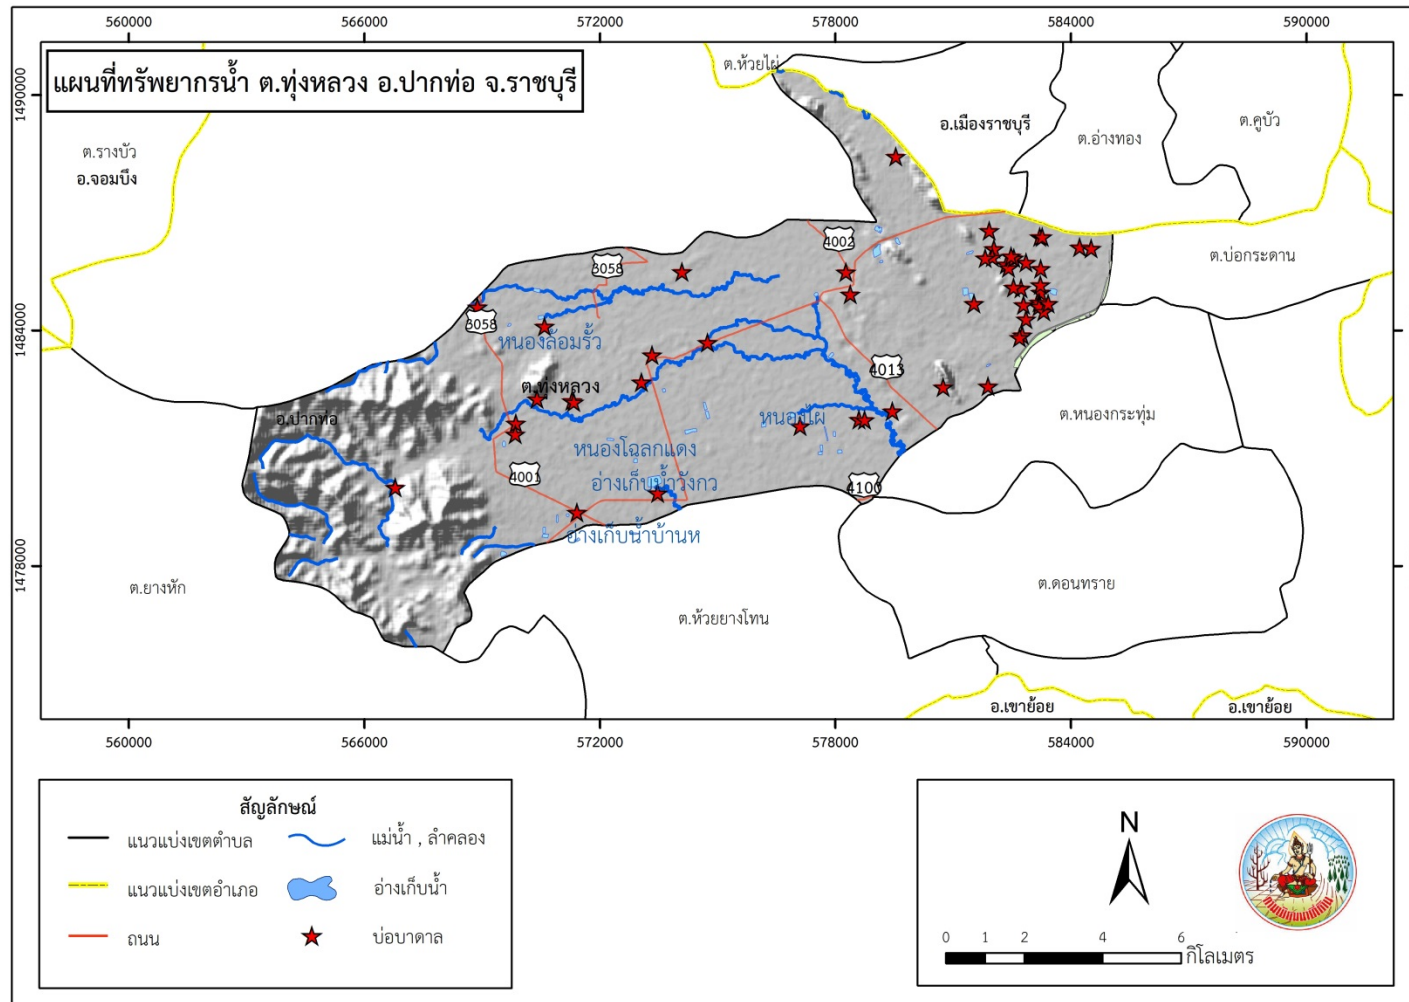 560000 566000 572000 578000 584000 590000
แผนที่ทรัพยากรน้ำ ต.ทุ่งหลวง อ.ปากท่อ จ.ราชบุรี
ต.ห้วยไผ่
1490000
1490000
อ.เมืองราชบุรี
ต.คูบัว
ต.อ่างทอง
ต.รางบัว
อ.จอมบึง
4002
ต.บ่อกระดาน
3058
3058
1484000
1484000
หนองล้อมรั้ว
4013
ต.ทุ่งหลวง
อ.ปากท่อ
หนองไผ่
ต.หนองกระทุ่ม
หนองโฉลกแดง
4001
อ่างเก็บน้ำวังกว
4100
อ่างเก็บน้ำบ้านห
1478000
1478000
ต.ยางหัก
ต.ดอนทราย
ต.ห้วยยางโทน
อ.เขาย้อย
อ.เขาย้อย
560000 566000 572000 578000 584000 590000
สัญลักษณ์
แนวแบ่งเขตตำบล
แม่น้ำ , ลำคลอง
แนวแบ่งเขตอำเภอ
อ่างเก็บน้ำ
ถนน
บ่อบาดาล
N
0 1 2 4 6
กิโลเมตร